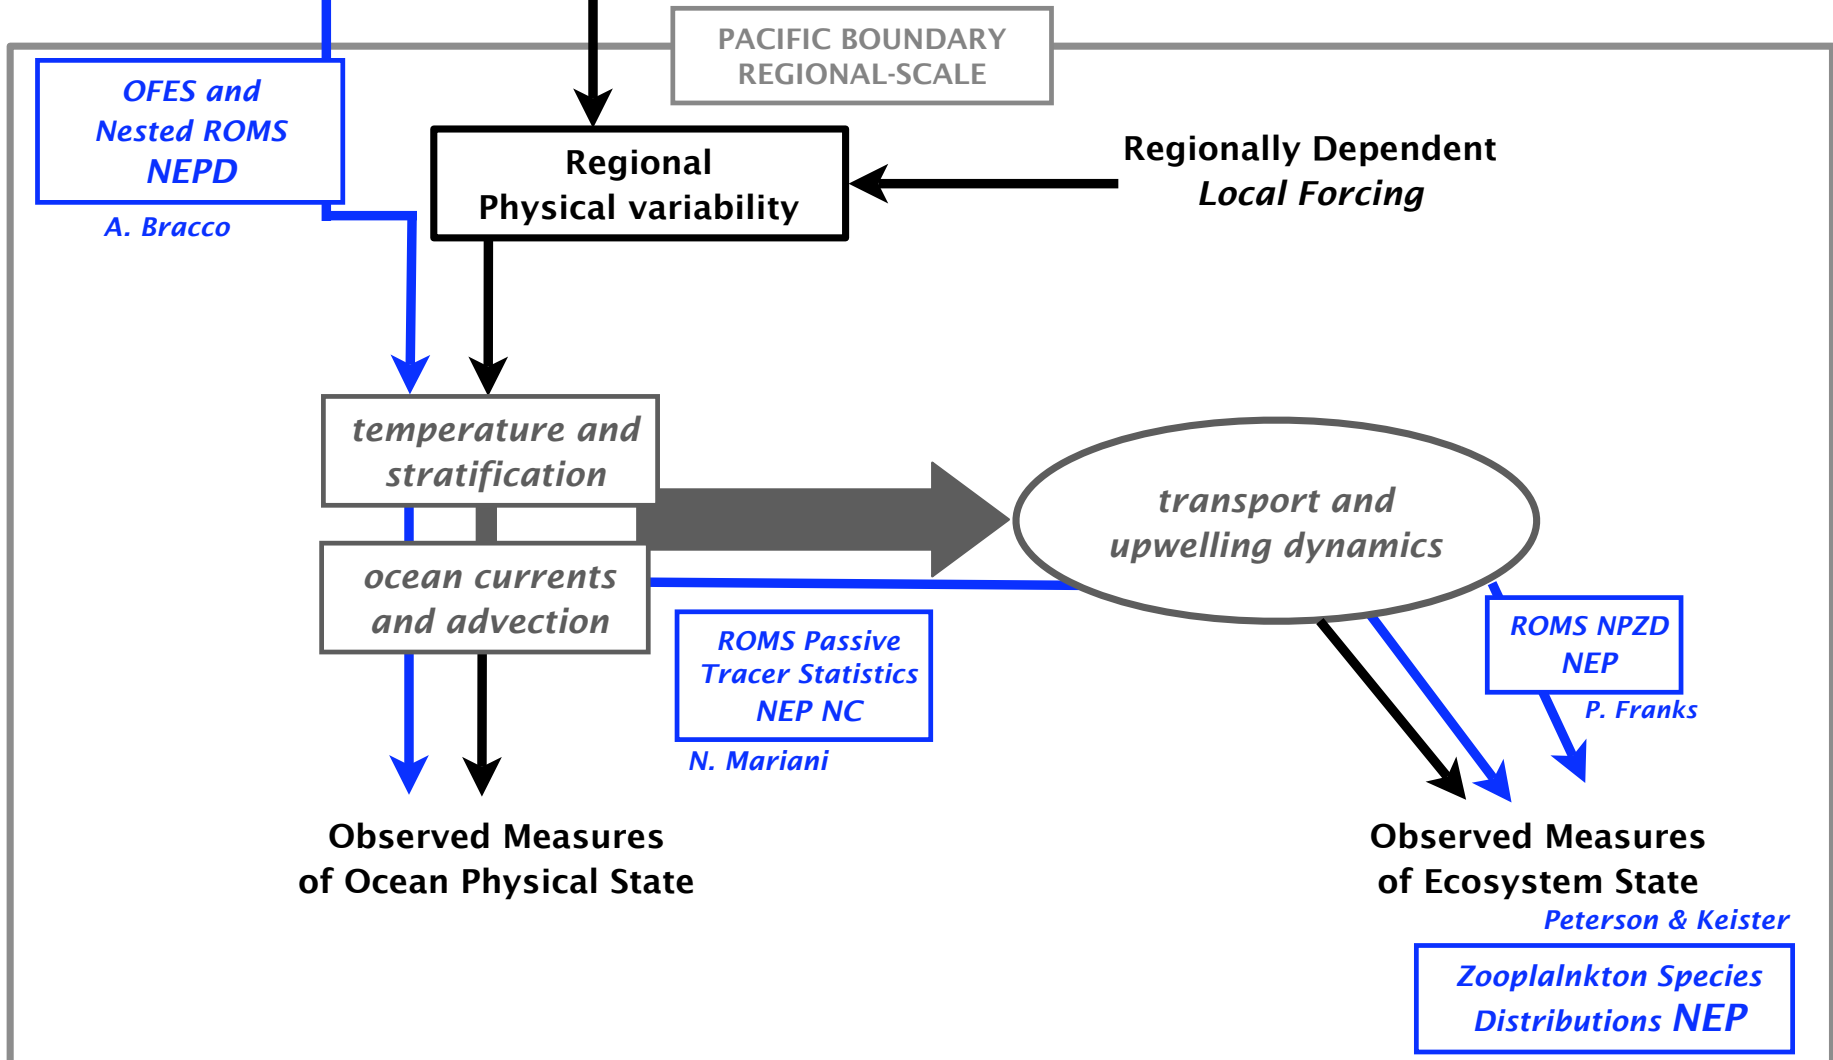 PACIFIC BOUNDARY
REGIONAL-SCALE
OFES and
Nested ROMS
NEPD
A. Bracco
Regional
Physical variability
Regionally Dependent
Local Forcing
temperature and
stratification
ocean currents
and advection
transport and
upwelling dynamics
ROMS Passive
Tracer Statistics
NEP NC
N. Mariani
ROMS NPZD
NEP
P. Franks
Observed Measures
of Ocean Physical State
Observed Measures
of Ecosystem State
Peterson & Keister
Zooplalnkton Species
Distributions NEP